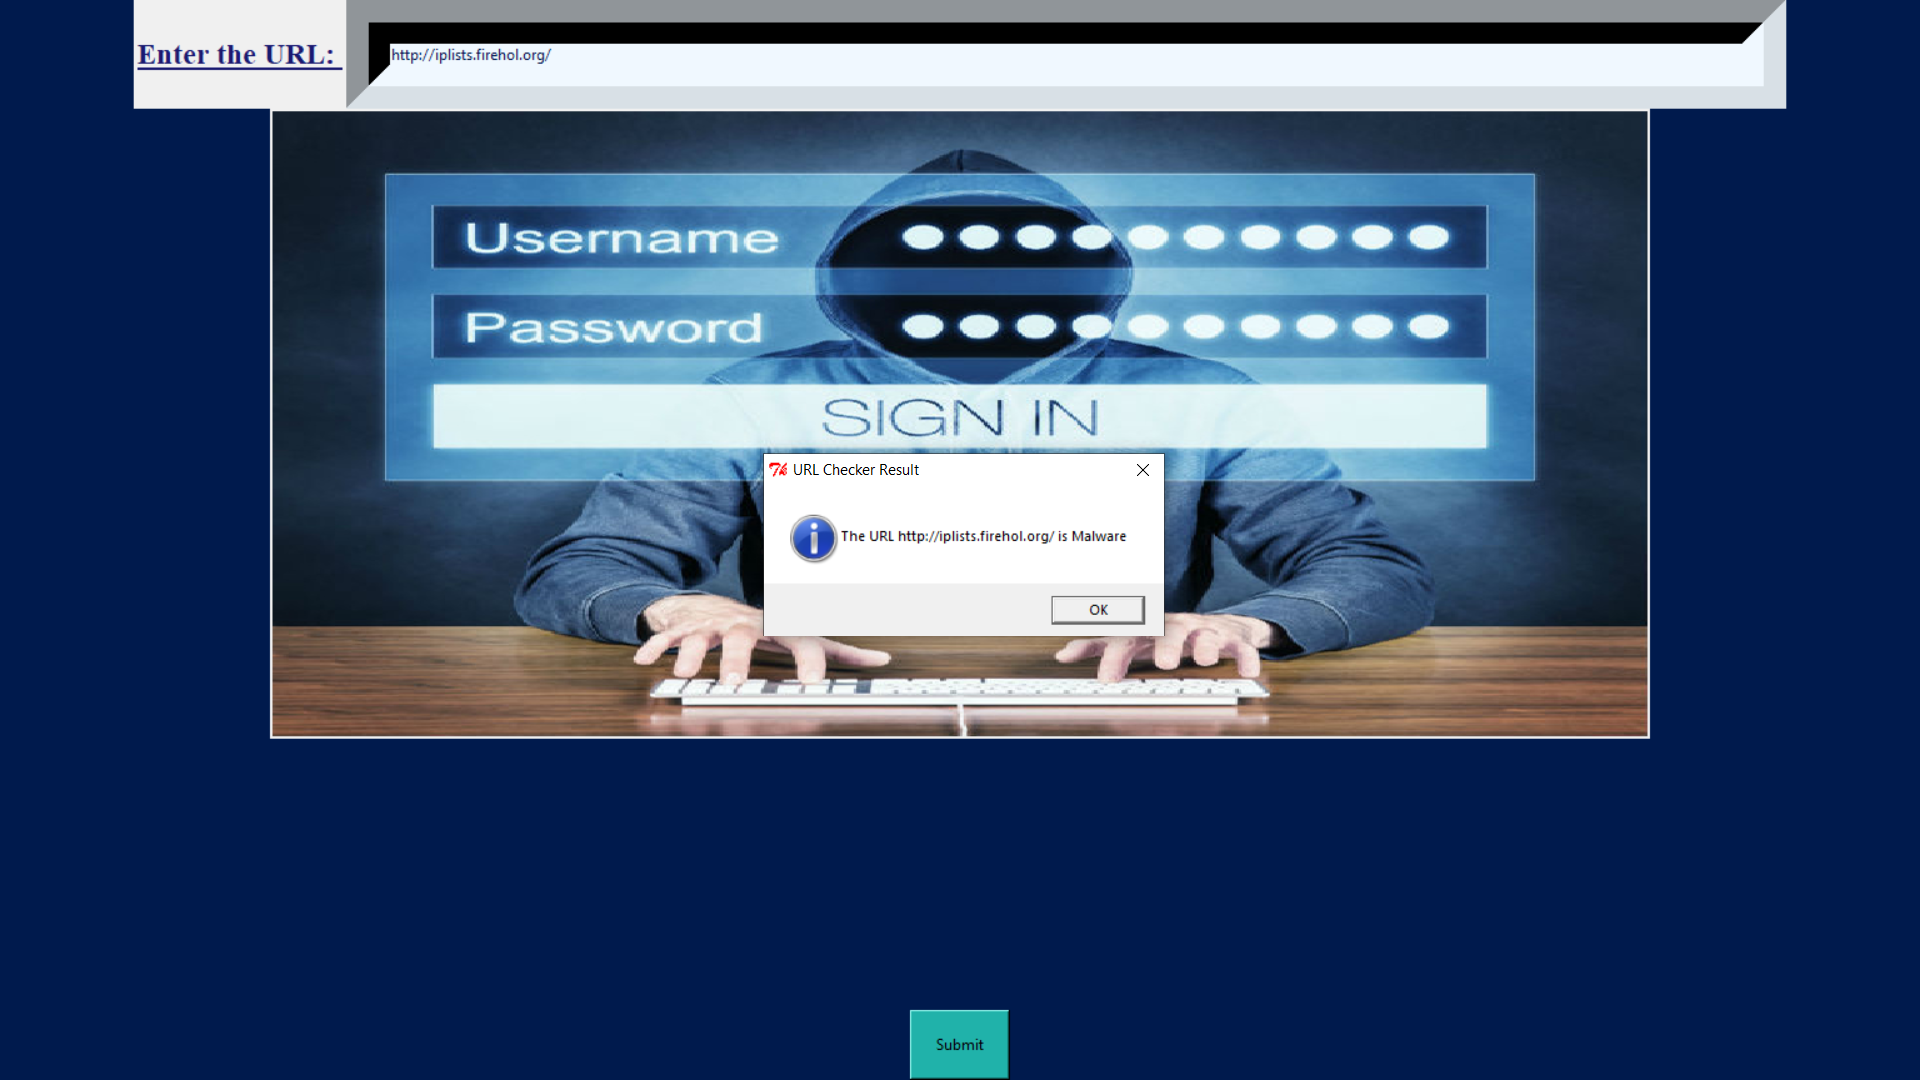 Enter the URL:
http://iplists.firehol.org/
Username
Password
SIGN IN
URL Checker Result
The URL http://iplists.firehol.org/ is Malware
OK
Submit